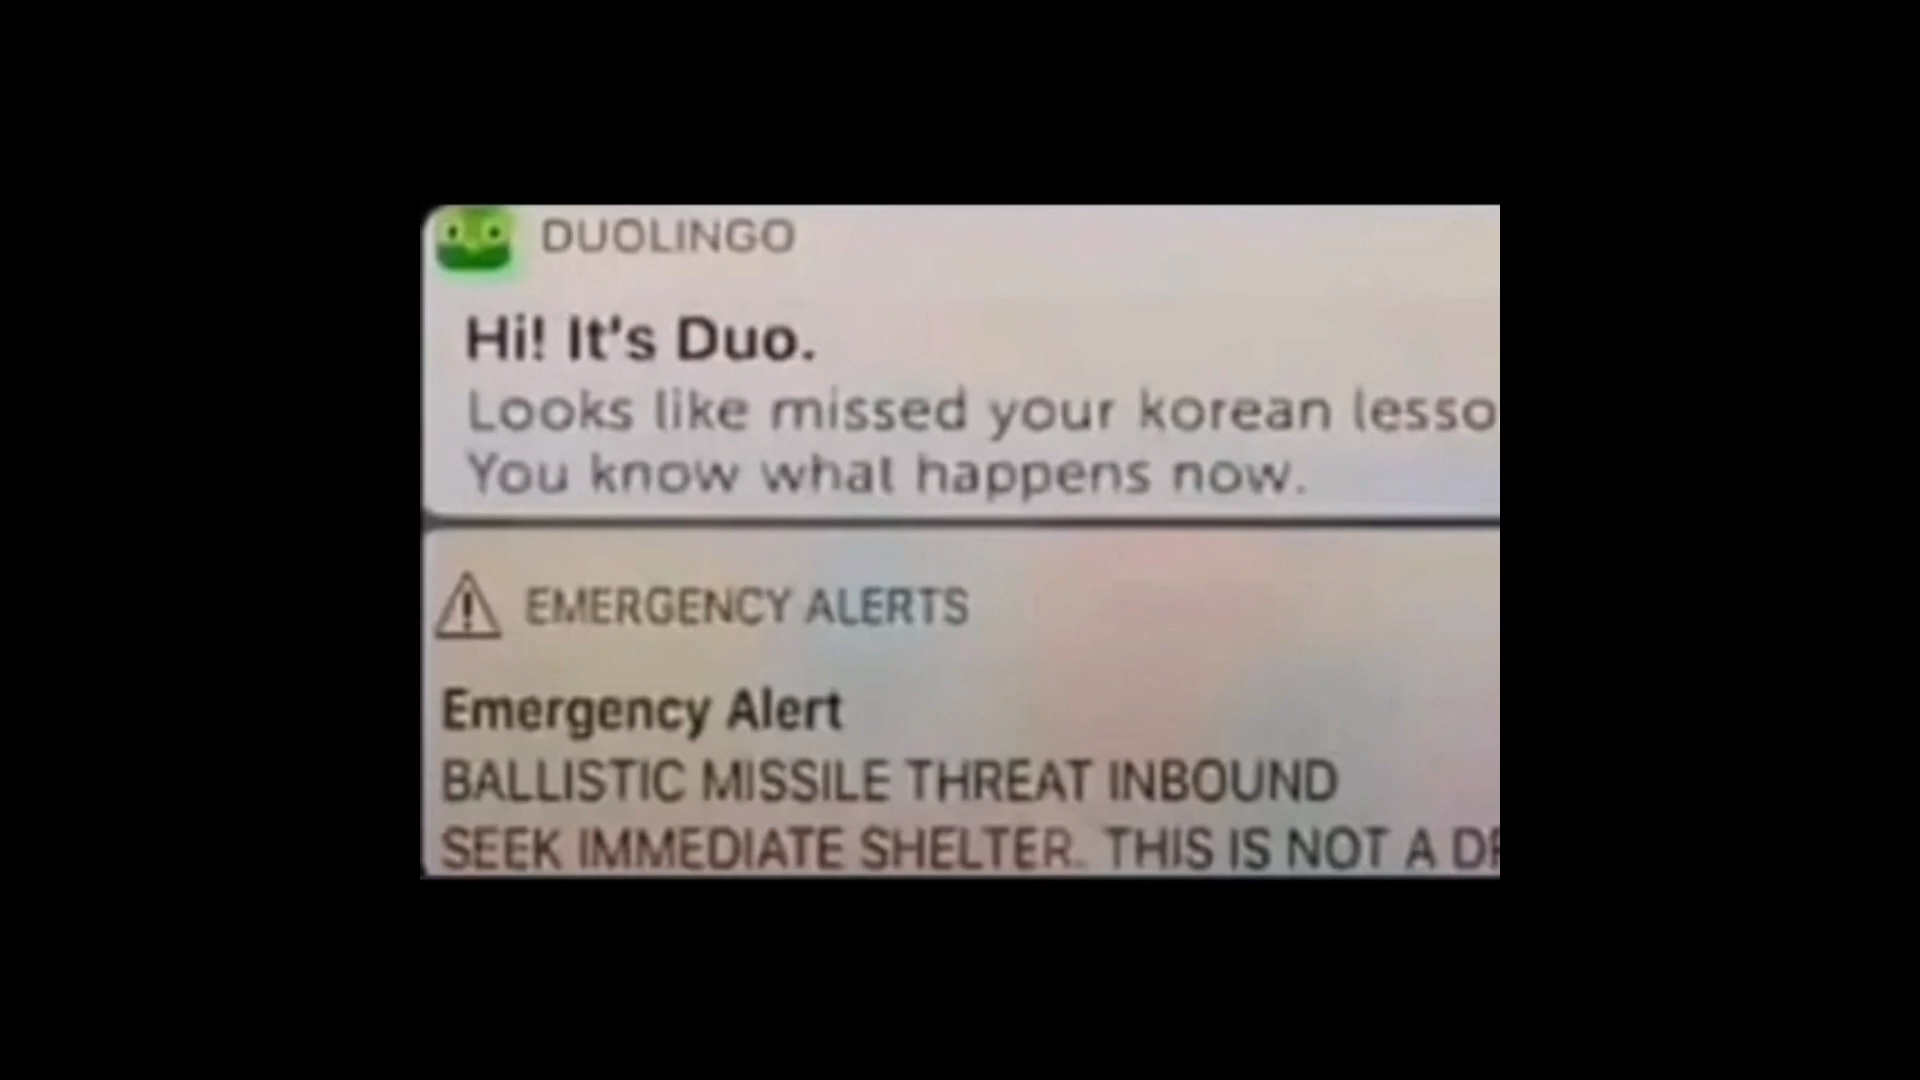 DUOLINGO
Hi! It's Duo.
Looks like missed your korean lesso
You know what happens now.
EMERGENCY ALERTS
Emergency Alert
BALLISTIC MISSILE THREAT INBOUND
SEEK IMMEDIATE SHELTER. THIS IS NOT A